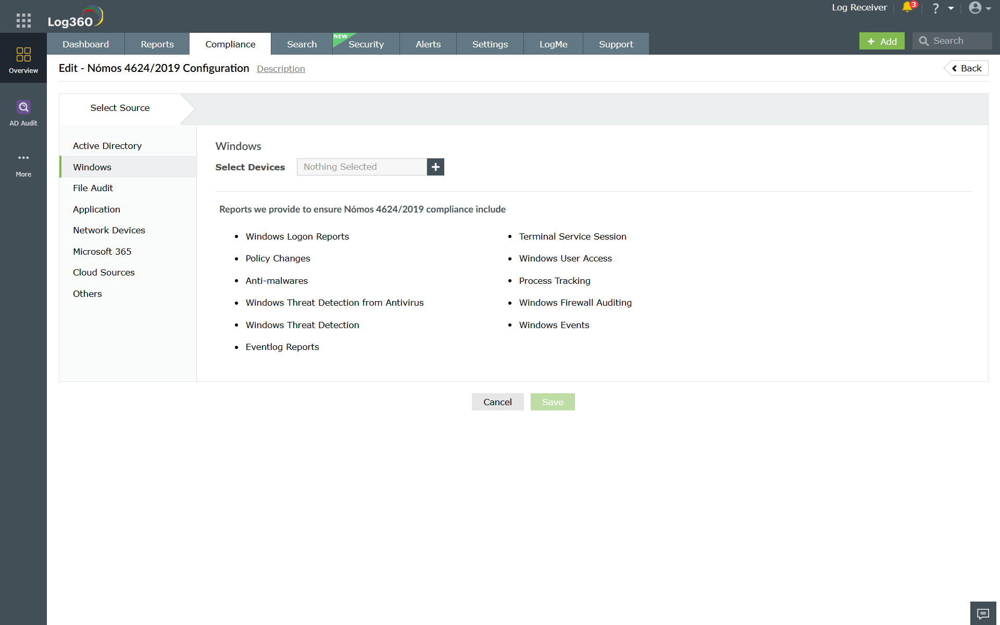 Log360
Log Receiver
3
?
Dashboard
Reports
Compliance
Search
NEW
Security
Alerts
Settings
LogMe
Support
+ Add
Search
Overview
AD Audit
More
Edit - Nómos 4624/2019 Configuration
Description
Back
Select Source
Active Directory
Windows
File Audit
Application
Network Devices
Microsoft 365
Cloud Sources
Others
Windows
Select Devices
Nothing Selected
Reports we provide to ensure Nómos 4624/2019 compliance include
Windows Logon Reports
Policy Changes
Anti-malwares
Windows Threat Detection from Antivirus
Windows Threat Detection
Eventlog Reports
Terminal Service Session
Windows User Access
Process Tracking
Windows Firewall Auditing
Windows Events
Cancel
Save